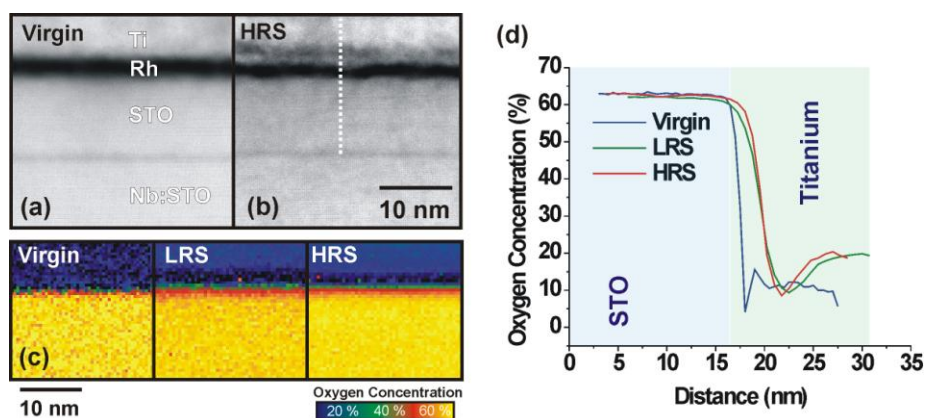 Virgin
Ti
Rh
STO
Nb:STO
(a)
HRS
(b)
10 nm
Virgin
LRS
HRS
(c)
10 nm
Oxygen Concentration
20 % 40 % 60 %
(d)
Oxygen Concentration (%)
70
60
50
40
30
20
10
0
Virgin
LRS
HRS
STO
Titanium
0 5 10 15 20 25 30 35
Distance (nm)